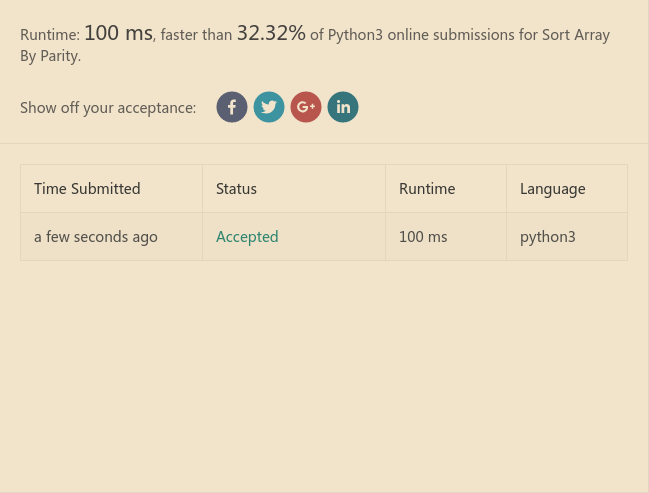 Runtime: 100 ms, faster than 32.32% of Python3 online submissions for Sort Array
By Parity.
Show off your acceptance:
Time Submitted Status Runtime Language
a few seconds ago Accepted 100 ms python3